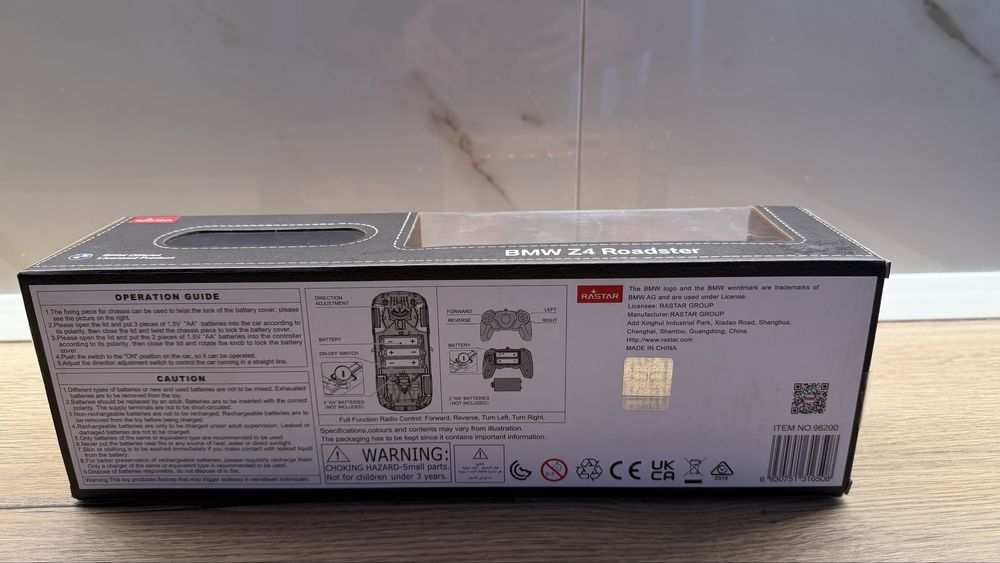 RASTAR
BMW Official
Licensed Product
BMW Z4 Roadster
OPERATION GUIDE
1.The fixing piece for chassis can be used to twist the lock of the battery cover, please
see the picture on the right.
2.Please open the lid and put 3 pieces of 1.5V "AA" batteries into the car according to
its polarity, then close the lid and twist the chassis piece to lock the battery cover.
3.Please open the lid and put the 2 pieces of 1.5V "AA" batteries into the controller
according to its polarity, then close the lid and rotate the knob to lock the battery
cover.
4.Push the switch to the "ON" position on the car, so it can be operated.
5.Adjust the direction adjustment switch to control the car running in a straight line.
CAUTION
1.Different types of batteries or new and used batteries are not to be mixed. Exhausted
batteries are to be removed from the toy.
2.Batteries should be replaced by an adult. Batteries are to be inserted with the correct
polarity. The supply terminals are not to be short-circuited.
3.Non-rechargeable batteries are not to be recharged. Rechargeable batteries are to
be removed from the toy before being charged.
4.Rechargeable batteries are only to be charged under adult supervision. Leaked or
damaged batteries are not to be charged.
5.Only batteries of the same or equivalent type are recommended to be used.
6.Never put the batteries near fire or any source of heat, water or direct sunlight.
7.Skin or clothing is to be washed immediately if you make contact with leaked liquid
from the battery.
8.For better preservation of rechargeable batteries, please regularly recharge them.
Only a charger of the same or equivalent type is recommended to be used.
9.Dispose of batteries responsibly, do not dispose of in fire.
Warning:This toy produces flashes that may trigger epilepsy in sensitised individuals.
DIRECTION
ADJUSTMENT
BATTERY
ON-OFF SWITCH
3 "AA" BATTERIES
(NOT INCLUDED)
FORWARD
REVERSE
LEFT
RIGHT
BATTERY
2 "AA" BATTERIES
(NOT INCLUDED)
Full Function Radio Control: Forward, Reverse, Turn Left, Turn Right.
Specifications,colours and contents may vary from illustration.
The packaging has to be kept since it contains important information.
WARNING:
CHOKING HAZARD-Small parts.
Not for children under 3 years.
RASTAR
The BMW logo and the BMW wordmark are trademarks of
BMW AG and are used under License.
Licensee: RASTAR GROUP
Manufacturer:RASTAR GROUP
Add:Xinghui Industrial Park, Xiadao Road, Shanghua,
Chenghai, Shantou, Guangdong, China.
Http://www.rastar.com
MADE IN CHINA
CE
UK
CA
ITEM NO:96200
6 930751 316508